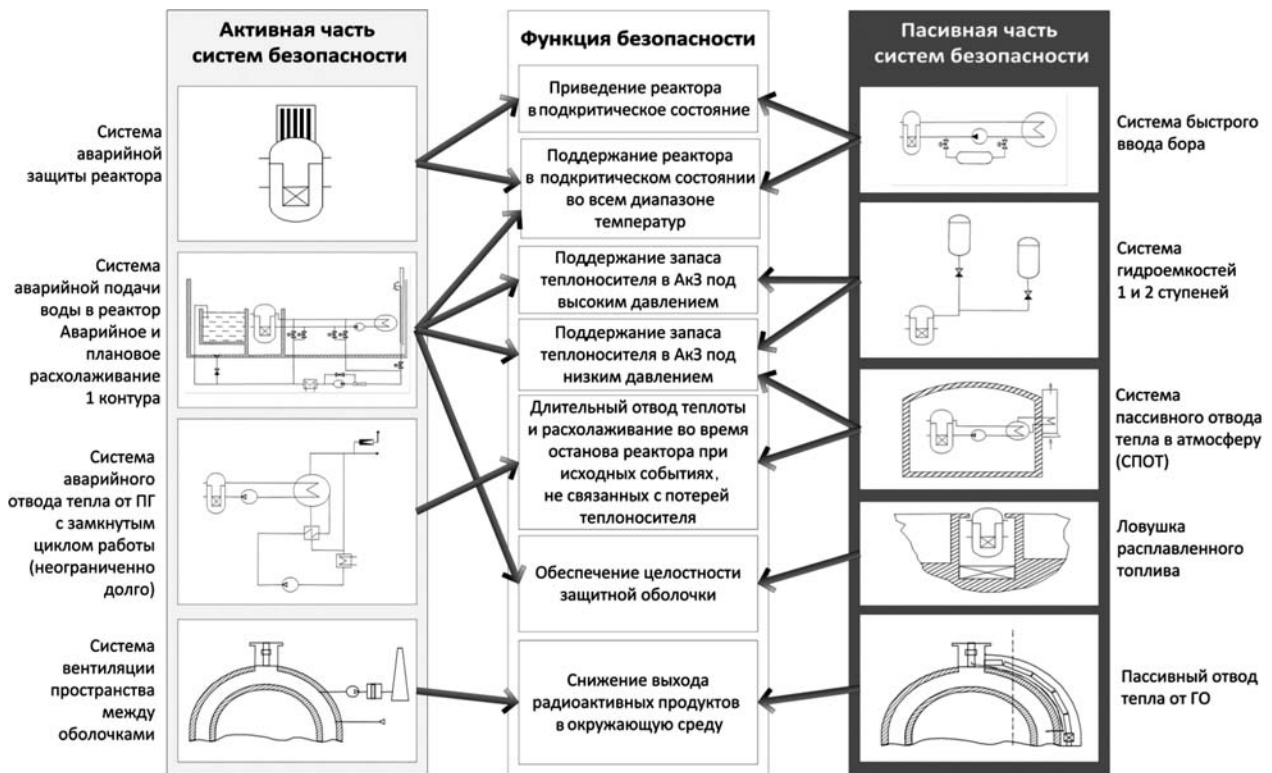 Активная часть
систем безопасности
Функция безопасности
Пасивная часть
систем безопасности
Система
аварийной
защиты реактора
Система
аварийной подачи
воды в реактор
Аварийное и
плановое
расхолаживание
1 контура
Система
аварийного
отвода тепла от ПГ
с замкнутым
циклом работы
(неограниченно
долго)
Система
вентиляции
пространства
между
оболочками
Приведение реактора
в подкритическое состояние
Поддержание реактора
в подкритическом состоянии
во всем диапазоне
температур
Поддержание запаса
теплоносителя в АкЗ под
высоким давлением
Поддержание запаса
теплоносителя в АкЗ под
низким давлением
Длительный отвод теплоты
и расхолаживание во время
останова реактора при
исходных событиях,
не связанных с потерей
теплоносителя
Обеспечение целостности
защитной оболочки
Снижение выхода
радиоактивных продуктов
в окружающую среду
Система быстрого
ввода бора
Система
гидроемкостей
1 и 2 ступеней
Система
пассивного отвода
тепла в атмосферу
(СПОТ)
Ловушка
расплавленного
топлива
Пассивный отвод
тепла от ГО